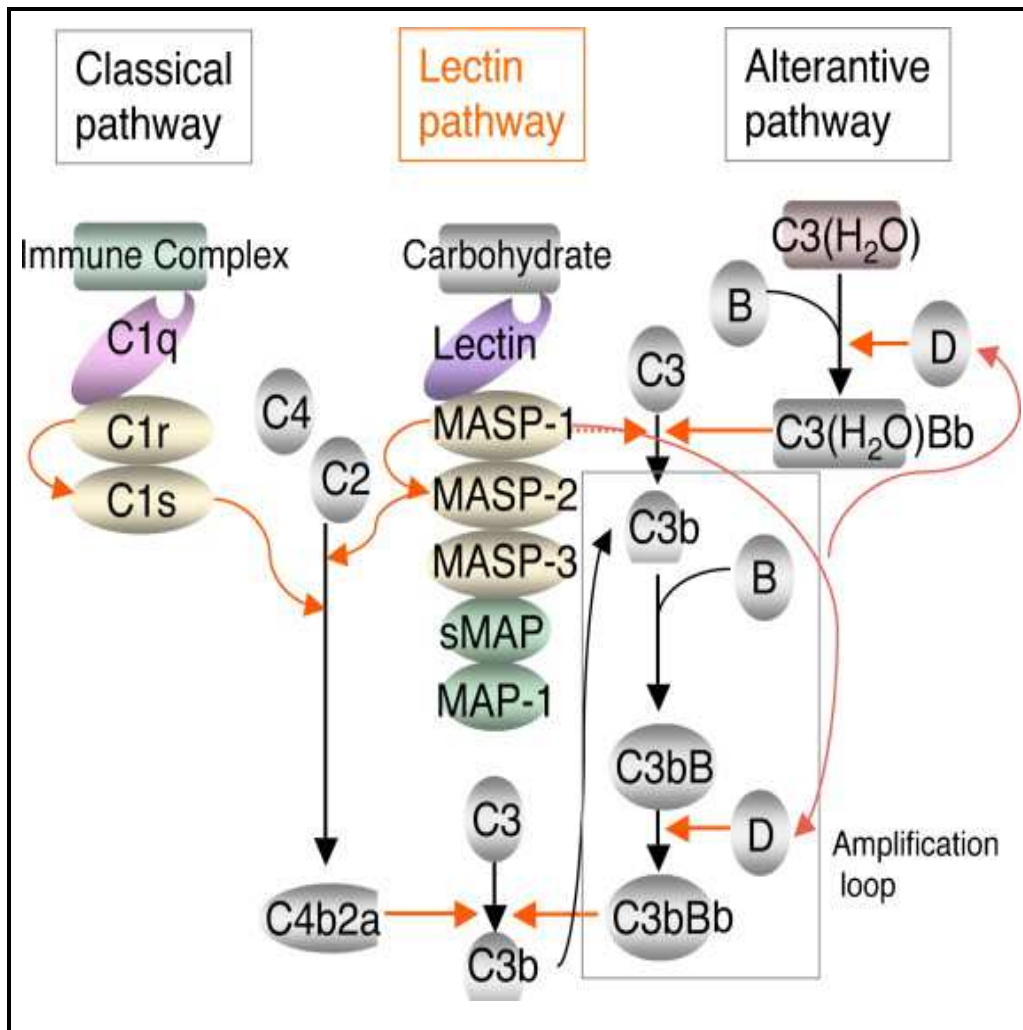 Classical
pathway
Lectin
pathway
Alterantive
pathway
Immune Complex
C1q
C1r
C1s
C4
C2
Carbohydrate
Lectin
MASP-1
MASP-2
MASP-3
sMAP
MAP-1
C3(H₂O)
B
D
C3
C3(H₂O)Bb
C3b
B
C3bB
D
Amplification
loop
C3bBb
C3
C4b2a
C3b